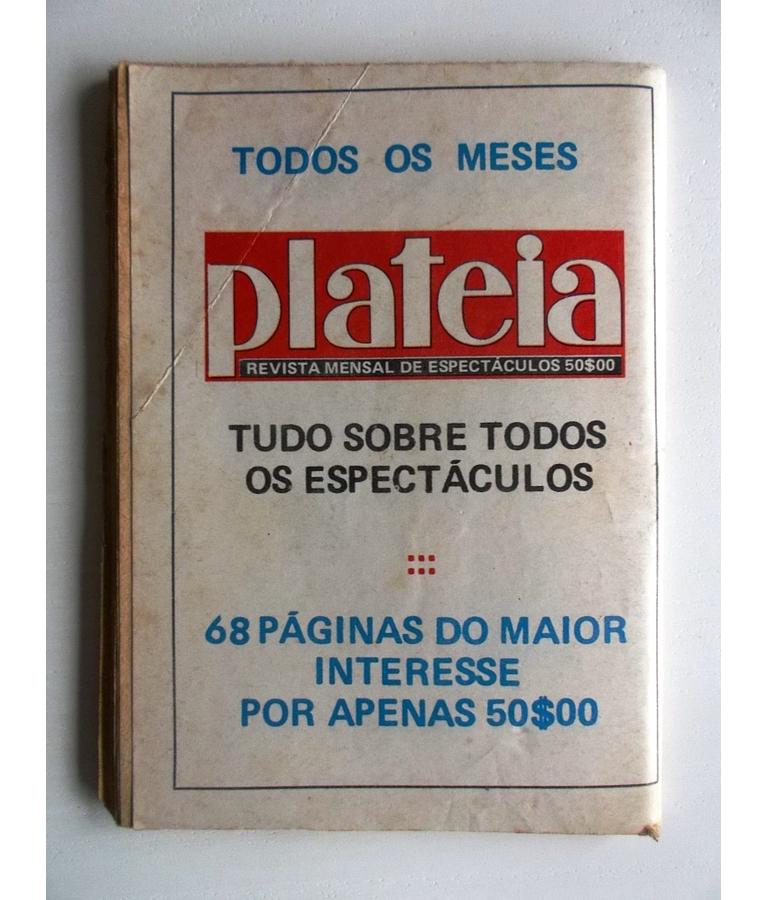 TODOS OS MESES
plateia
REVISTA MENSAL DE ESPECTÁCULOS 50$00
TUDO SOBRE TODOS
OS ESPECTÁCULOS
68 PÁGINAS DO MAIOR
INTERESSE
POR APENAS 50$00